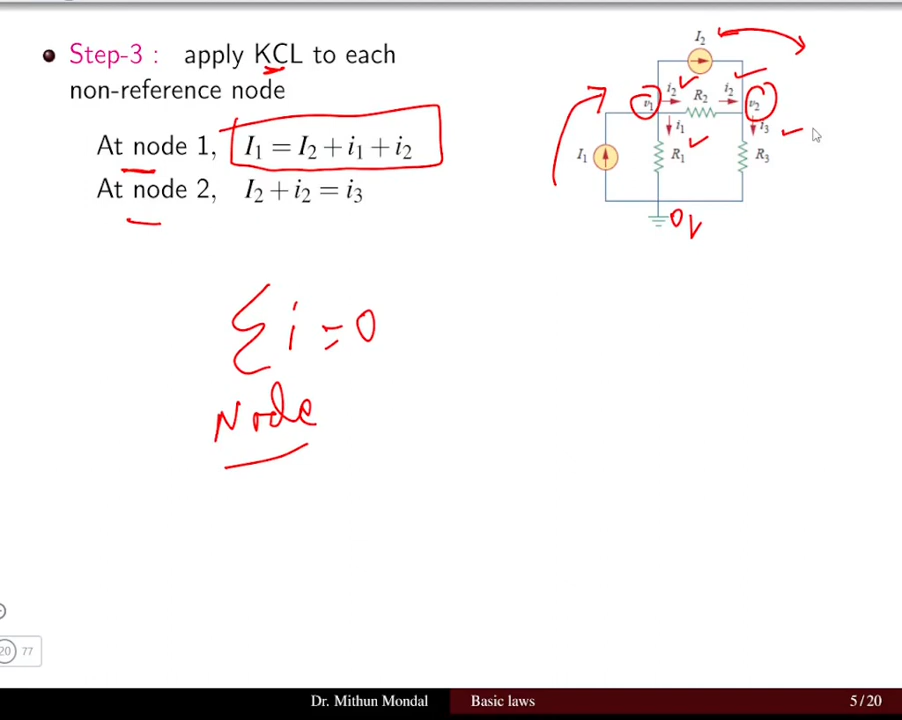 Step-3 : apply KCL to each
non-reference node
At node 1, I₁ = I₂ + i₁ + i₂
At node 2, I₂ + i₂ = i₃
I₂
v₁ i₂ R₂ i₂ v₂
i₁ i₃
I₁ R₁ R₃
0V
Σ i = 0
Node
20 77
Dr. Mithun Mondal Basic laws 5/20